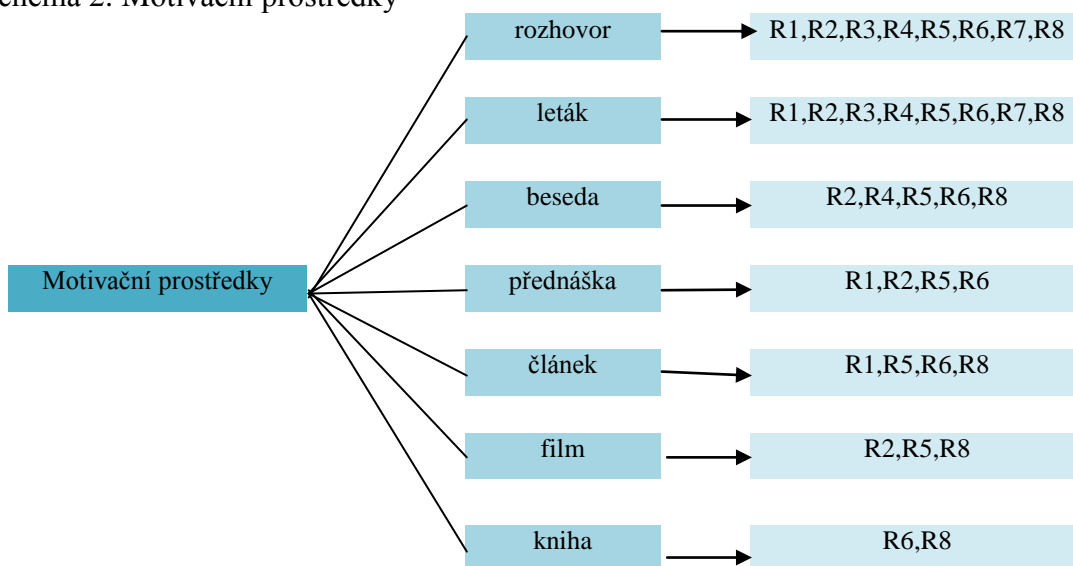 chéma 2: Motivační prostředky
rozhovor R1,R2,R3,R4,R5,R6,R7,R8
leták R1,R2,R3,R4,R5,R6,R7,R8
beseda R2,R4,R5,R6,R8
Motivační prostředky přednáška R1,R2,R5,R6
článek R1,R5,R6,R8
film R2,R5,R8
kniha R6,R8